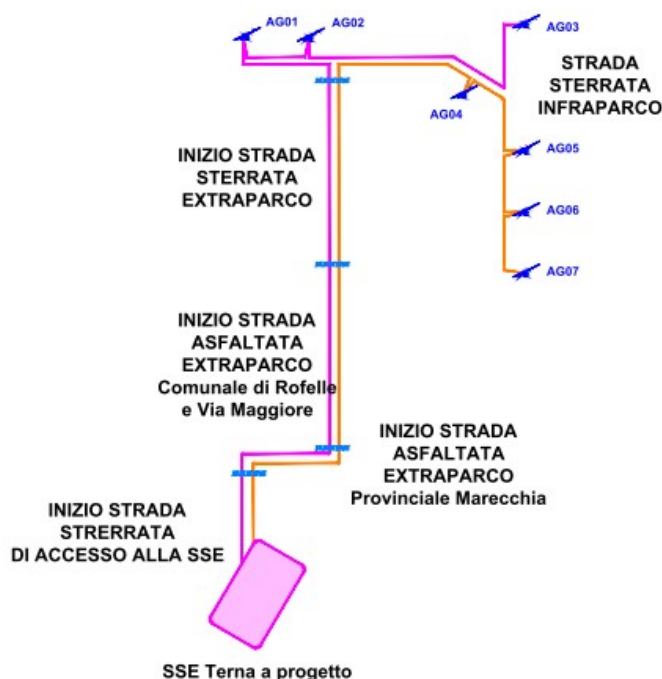 AG01
AG02
AG03
STRADA
STERRATA
INFRAPARCO
AG04
AG05
INIZIO STRADA
STERRATA
EXTRAPARCO
AG06
AG07
INIZIO STRADA
ASFALTATA
EXTRAPARCO
Comunale di Rofelle
e Via Maggiore
INIZIO STRADA
ASFALTATA
EXTRAPARCO
Provinciale Marecchia
INIZIO STRADA
STRERRATA
DI ACCESSO ALLA SSE
SSE Terna a progetto